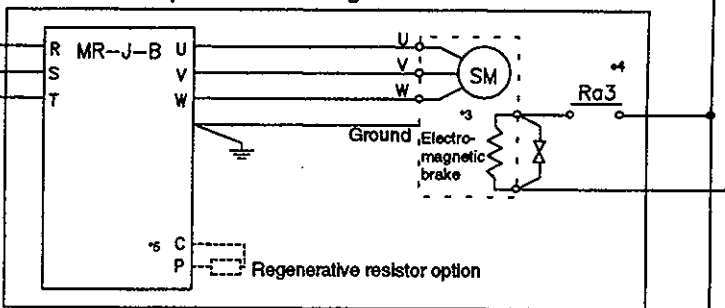 R MR-J-B U
S V
T W
U
V
W
SM
Ground
*3
Electro-
magnetic
brake
*4
Ra3
*5 C
P
Regenerative resistor option